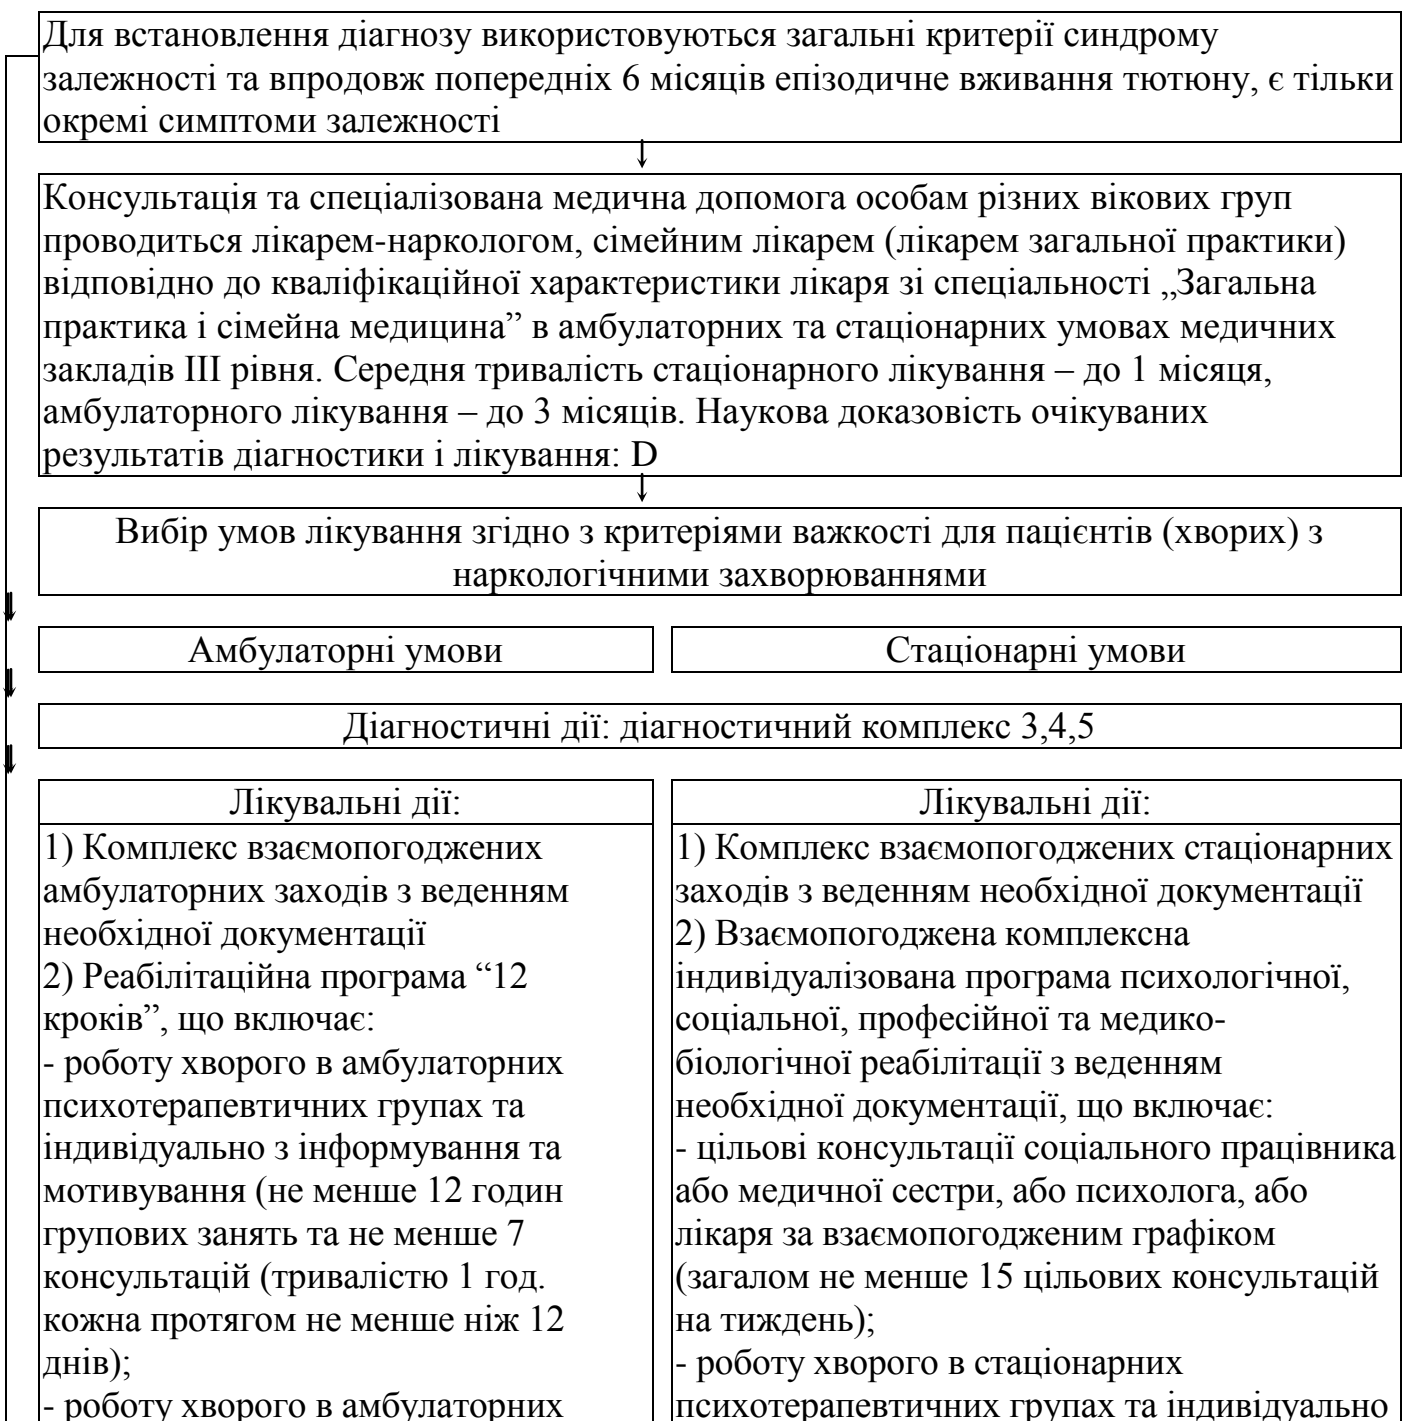 Для встановлення діагнозу використовуються загальні критерії синдрому
залежності та впродовж попередніх 6 місяців епізодичне вживання тютюну, є тільки
окремі симптоми залежності
Консультація та спеціалізована медична допомога особам різних вікових груп
проводиться лікарем-наркологом, сімейним лікарем (лікарем загальної практики)
відповідно до кваліфікаційної характеристики лікаря зі спеціальності „Загальна
практика і сімейна медицина” в амбулаторних та стаціонарних умовах медичних
закладів III рівня. Середня тривалість стаціонарного лікування – до 1 місяця,
амбулаторного лікування – до 3 місяців. Наукова доказовість очікуваних
результатів діагностики і лікування: D
Вибір умов лікування згідно з критеріями важкості для пацієнтів (хворих) з
наркологічними захворюваннями
Амбулаторні умови
Стаціонарні умови
Діагностичні дії: діагностичний комплекс 3,4,5
Лікувальні дії:
1) Комплекс взаємопогоджених
амбулаторних заходів з веденням
необхідної документації
2) Реабілітаційна програма “12
кроків”, що включає:
- роботу хворого в амбулаторних
психотерапевтичних групах та
індивідуально з інформування та
мотивування (не менше 12 годин
групових занять та не менше 7
консультацій (тривалістю 1 год.
кожна протягом не менше ніж 12
днів);
- роботу хворого в амбулаторних
Лікувальні дії:
1) Комплекс взаємопогоджених стаціонарних
заходів з веденням необхідної документації
2) Взаємопогоджена комплексна
індивідуалізована програма психологічної,
соціальної, професійної та медико-
біологічної реабілітації з веденням
необхідної документації, що включає:
- цільові консультації соціального працівника
або медичної сестри, або психолога, або
лікаря за взаємопогодженим графіком
(загалом не менше 15 цільових консультацій
на тиждень);
- роботу хворого в стаціонарних
психотерапевтичних групах та індивідуально